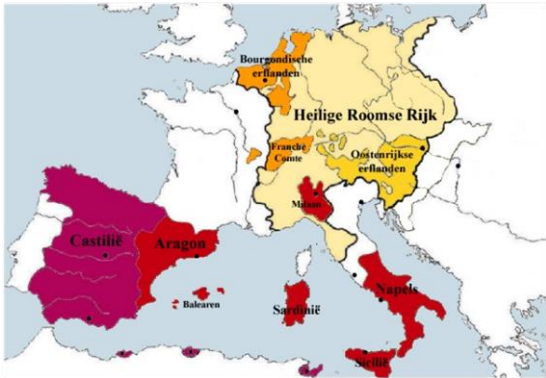 Bourgondische
erflanden
Heilige Roomse Rijk
Franche
Comte
Oostenrijkse
erflanden
Milaan
Castilië
Aragon
Balearen
Sardinië
Napels
Sicilië